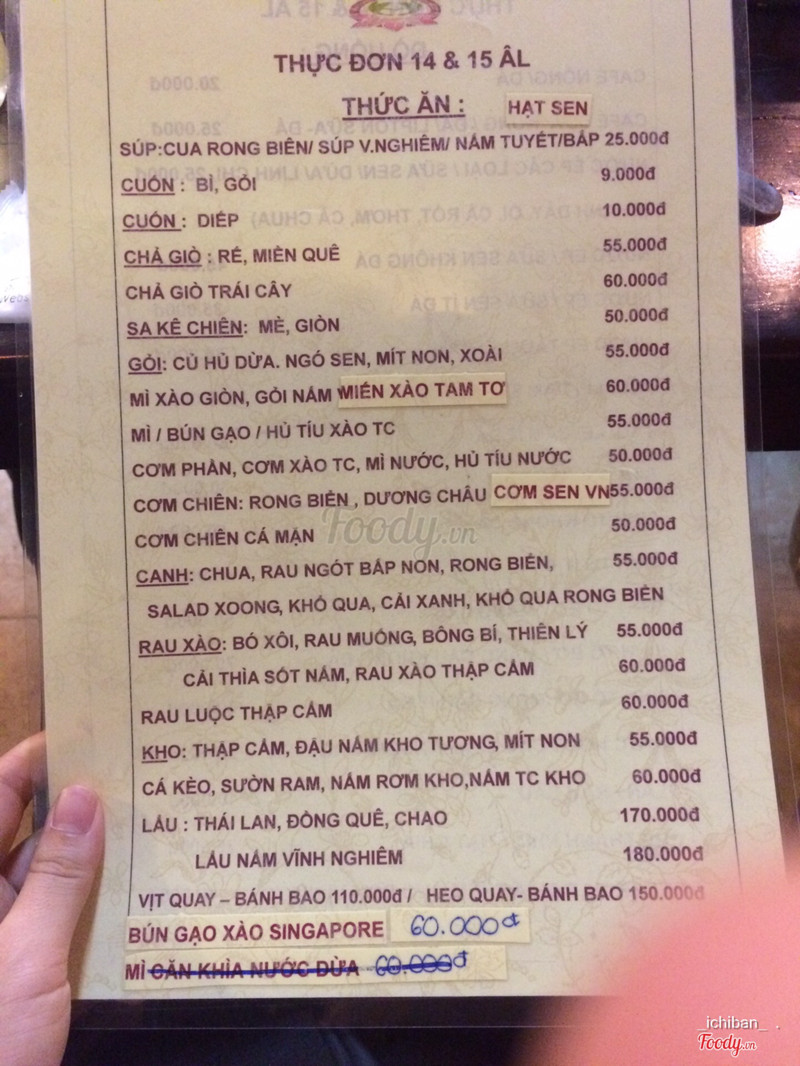 THỰC ĐƠN 14 & 15 ÂL
THỨC ĂN : HẠT SEN
SÚP:CUA RONG BIỂN/ SÚP V.NGHIÊM/ NẤM TUYẾT/BẮP 25.000đ
CUỐN : BÌ, GỎI 9.000đ
CUỐN : DIẾP 10.000đ
CHẢ GIÒ : RẾ, MIỀN QUÊ 55.000đ
CHẢ GIÒ TRÁI CÂY 60.000đ
SA KÊ CHIÊN: MÈ, GIÒN 50.000đ
GỎI: CỦ HỦ DỪA. NGÓ SEN, MÍT NON, XOÀI 55.000đ
MÌ XÀO GIÒN, GỎI NẤM MIẾN XÀO TAM TƠ 60.000đ
MÌ / BÚN GẠO / HỦ TÍU XÀO TC 55.000đ
CƠM PHẦN, CƠM XÀO TC, MÌ NƯỚC, HỦ TÍU NƯỚC 50.000đ
CƠM CHIÊN: RONG BIỂN , DƯƠNG CHÂU CƠM SEN VN 55.000đ
CƠM CHIÊN CÁ MẶN 50.000đ
CANH: CHUA, RAU NGÓT BẮP NON, RONG BIỂN, 55.000đ
SALAD XOONG, KHỔ QUA, CẢI XANH, KHỔ QUA RONG BIỂN
RAU XÀO: BÓ XÔI, RAU MUỐNG, BÔNG BÍ, THIÊN LÝ 55.000đ
CẢI THÌA SỐT NẤM, RAU XÀO THẬP CẨM 60.000đ
RAU LUỘC THẬP CẨM 60.000đ
KHO: THẬP CẨM, ĐẬU NẤM KHO TƯƠNG, MÍT NON 55.000đ
CÁ KÈO, SƯỜN RAM, NẤM RƠM KHO,NẤM TC KHO 60.000đ
LẨU : THÁI LAN, ĐỒNG QUÊ, CHAO 170.000đ
LẨU NẤM VĨNH NGHIÊM 180.000đ
VỊT QUAY – BÁNH BAO 110.000đ / HEO QUAY- BÁNH BAO 150.000đ
BÚN GẠO XÀO SINGAPORE 60.000đ
MÌ CĂN KHÌA NƯỚC DỪA 60.000đ
Foody.vn
_ichiban_ .
Foody.vn